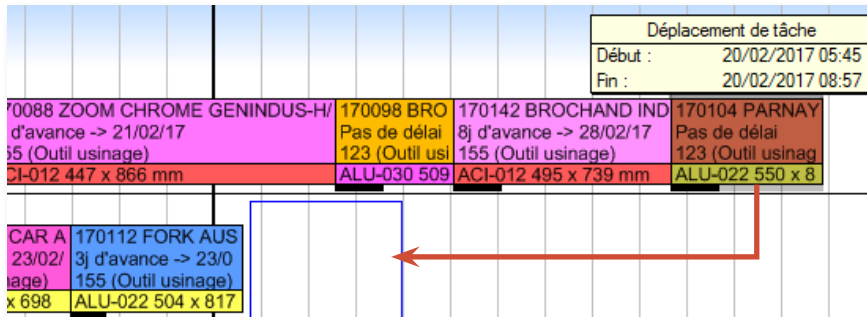 Déplacement de tâche
Début : 20/02/2017 05:45
Fin : 20/02/2017 08:57
70088 ZOOM CHROME GENINDUS-H/
d'avance -> 21/02/17
55 (Outil usinage)
ACI-012 447 x 866 mm
170098 BRO
Pas de délai
123 (Outil usi
ALU-030 509
170142 BROCHAND IND
8j d'avance -> 28/02/17
155 (Outil usinage)
ACI-012 495 x 739 mm
170104 PARNAY
Pas de délai
123 (Outil usinag
ALU-022 550 x 8
CAR A
23/02/
nage)
x 698
170112 FORK AUS
3j d'avance -> 23/0
155 (Outil usinage)
ALU-022 504 x 817